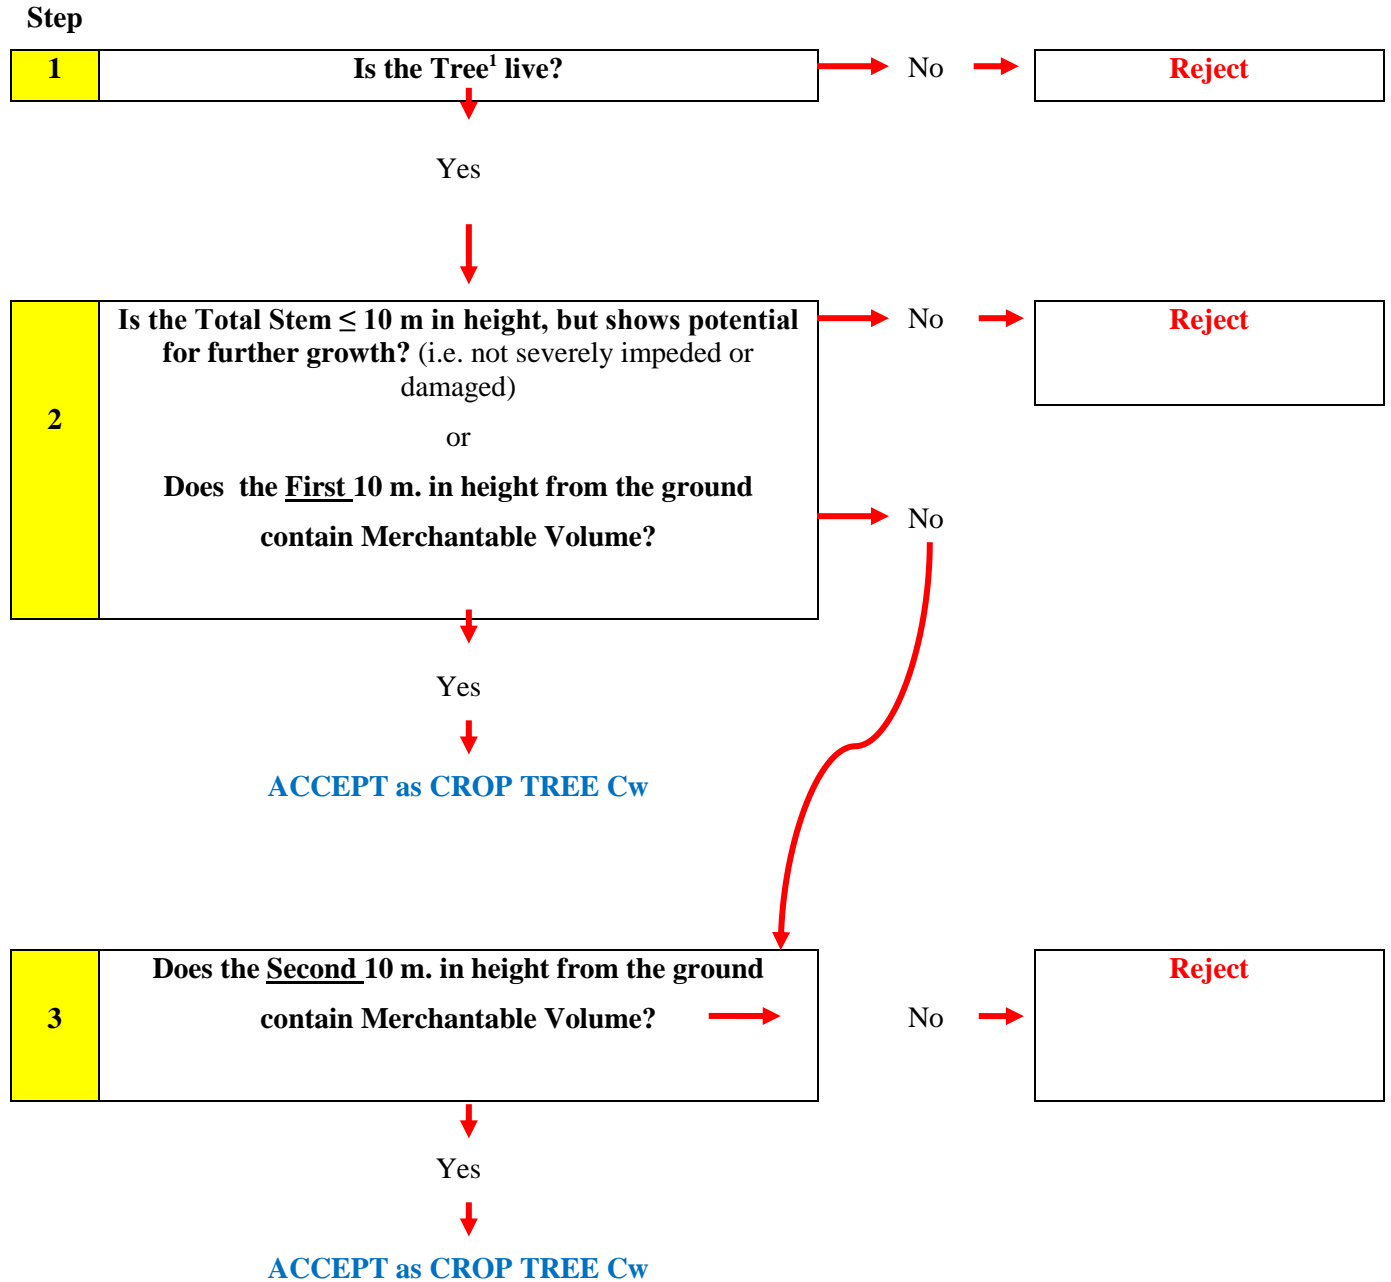 Step
1
Is the Tree1 live?
No
Reject
Yes
2
Is the Total Stem ≤ 10 m in height, but shows potential
for further growth? (i.e. not severely impeded or
damaged)
No
Reject
or
Does the First 10 m. in height from the ground
contain Merchantable Volume?
No
Yes
ACCEPT as CROP TREE Cw
3
Does the Second 10 m. in height from the ground
contain Merchantable Volume?
No
Reject
Yes
ACCEPT as CROP TREE Cw